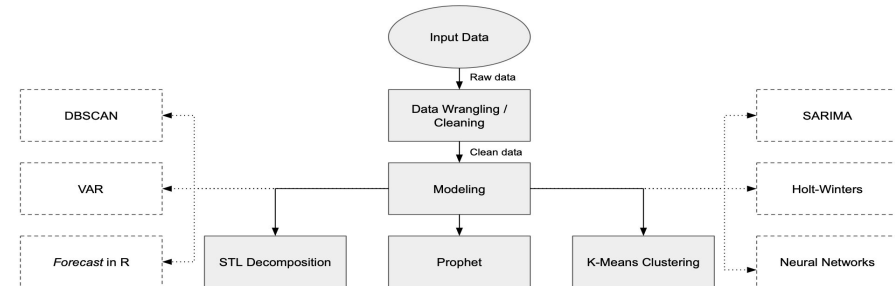 Input Data
Raw data
DBSCAN
Data Wrangling /
Cleaning
SARIMA
Clean data
VAR
Modeling
Holt-Winters
Forecast in R
STL Decomposition
Prophet
K-Means Clustering
Neural Networks